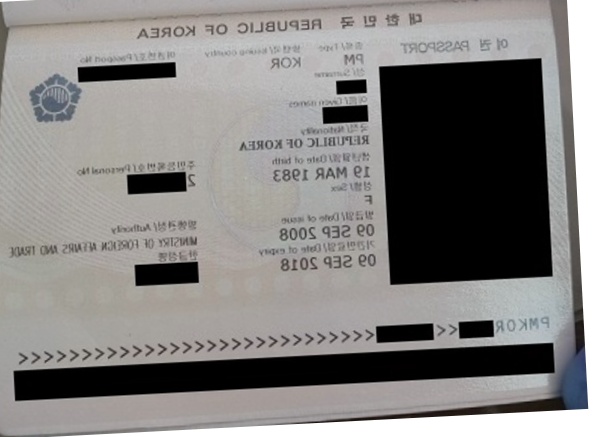 대한민국 REPUBLIC OF KOREA
여권 PASSPORT
종류/Type 발행국/Issuing country 여권번호/Passport No
PM KOR
성/Surname
이름/Given names
국적/Nationality
REPUBLIC OF KOREA
생년월일/Date of birth 주민등록번호/Personal No
19 MAR 1983 2
성별/Sex
F
발급일/Date of issue 발행관청/Authority
09 SEP 2008 MINISTRY OF FOREIGN AFFAIRS AND TRADE
기간만료일/Date of expiry 한글성명
09 SEP 2018
PMKOR <<<<<<<<<<<<<<<<<<<<<<<<<<<<<<<